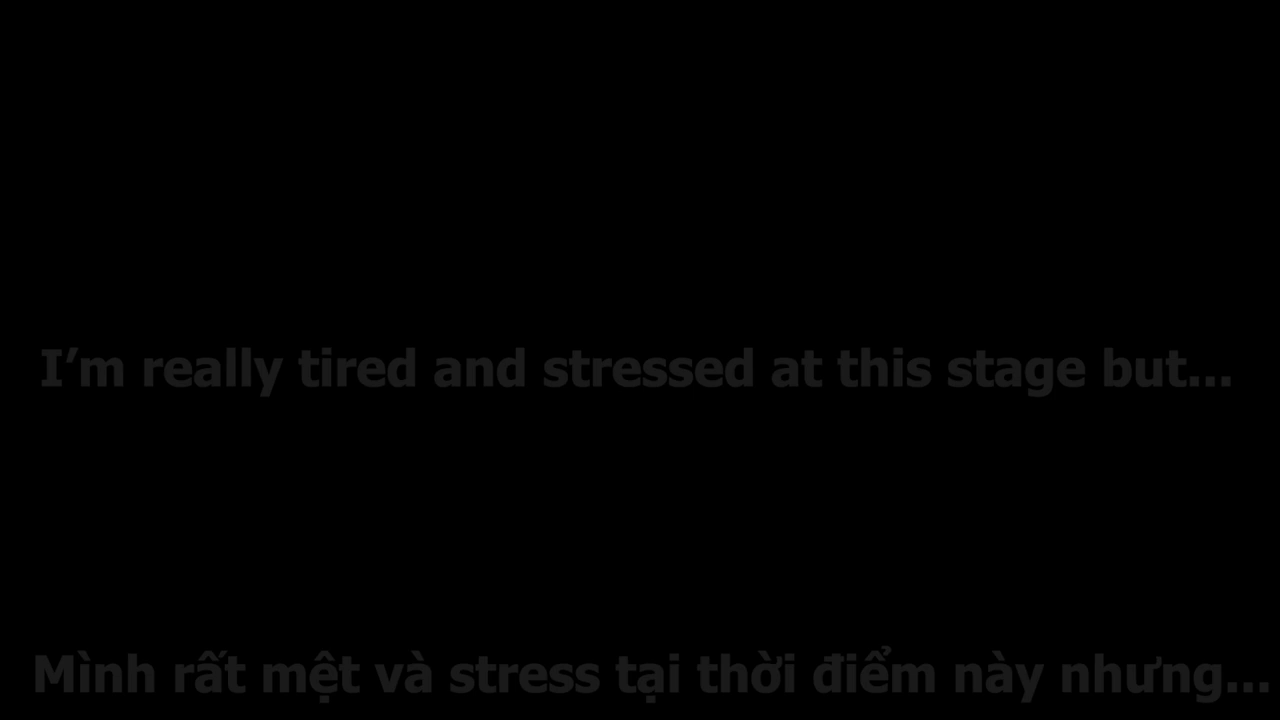 I’m really tired and stressed at this stage but...
Mình rất mệt và stress tại thời điểm này nhưng...